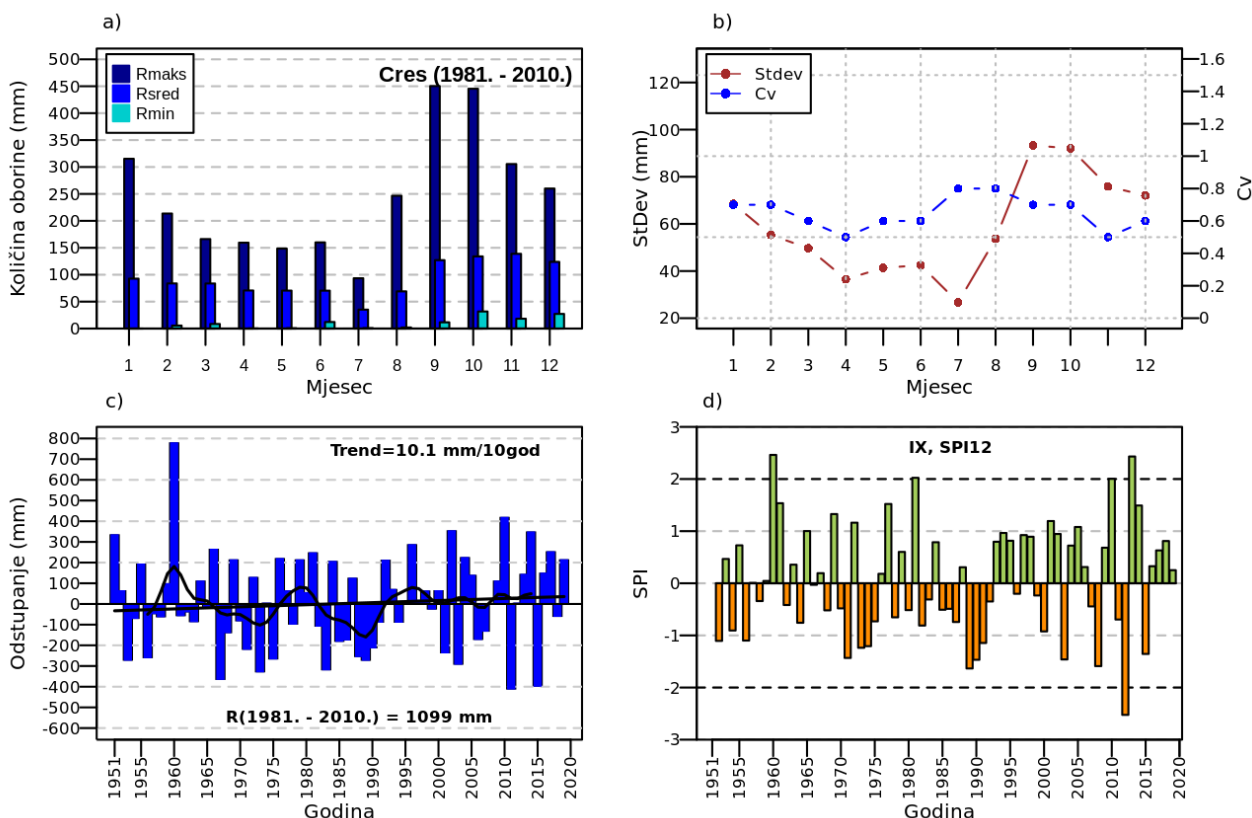 a)
Količina oborine (mm)
500
450
400
350
300
250
200
150
100
50
0
Rmaks
Rsred
Rmin
Cres (1981. - 2010.)
1 2 3 4 5 6 7 8 9 10 11 12
Mjesec
b)
StDev (mm)
120
100
80
60
40
20
Stdev
Cv
1.6
1.4
1.2
1
0.8
0.6
0.4
0.2
0
Cv
1 2 3 4 5 6 7 8 9 10 12
Mjesec
c)
Odstupanje (mm)
800
700
600
500
400
300
200
100
0
-100
-200
-300
-400
-500
-600
Trend=10.1 mm/10god
R(1981. - 2010.) = 1099 mm
1951 1955 1960 1965 1970 1975 1980 1985 1990 1995 2000 2005 2010 2015 2020
Godina
d)
SPI
3
2
1
0
-1
-2
-3
IX, SPI12
1951 1955 1960 1965 1970 1975 1980 1985 1990 1995 2000 2005 2010 2015 2020
Godina